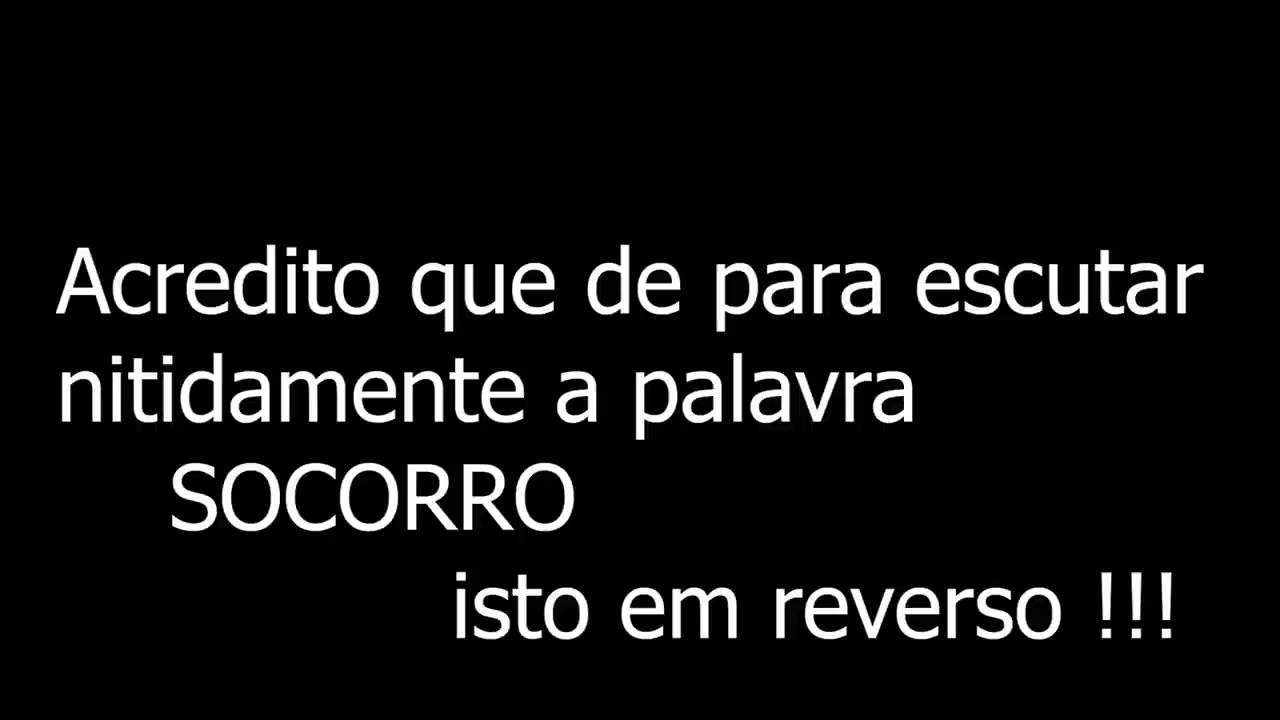 Acredito que de para escutar
nitidamente a palavra
SOCORRO
isto em reverso !!!